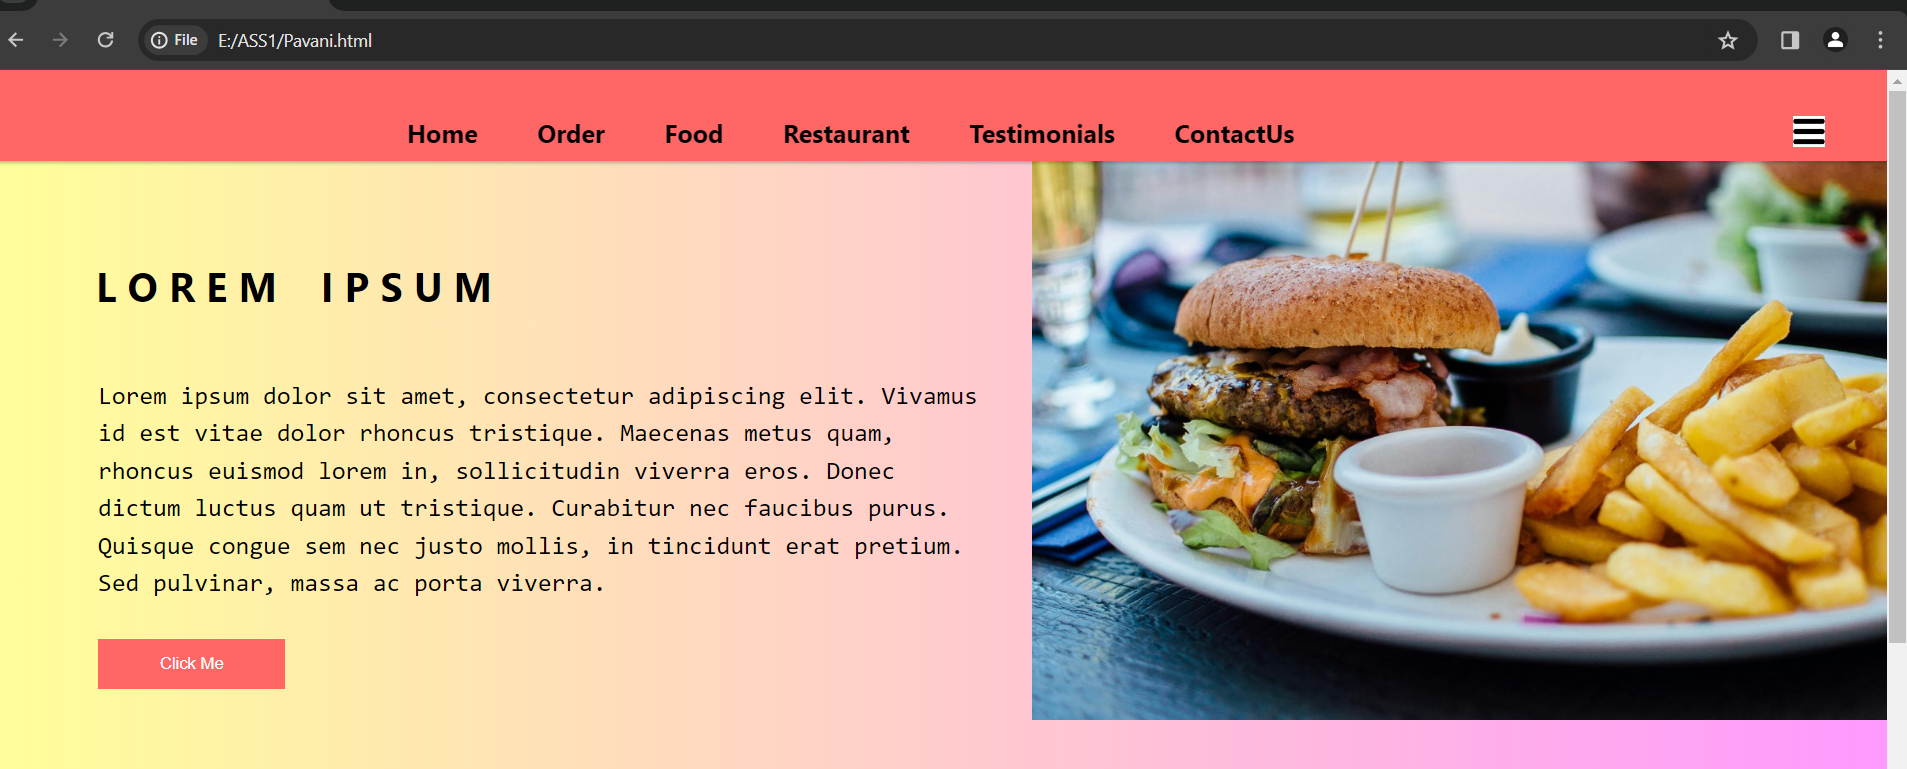 File E:/ASS1/Pavani.html
Home Order Food Restaurant Testimonials ContactUs
LOREM IPSUM
Lorem ipsum dolor sit amet, consectetur adipiscing elit. Vivamus
id est vitae dolor rhoncus tristique. Maecenas metus quam,
rhoncus euismod lorem in, sollicitudin viverra eros. Donec
dictum luctus quam ut tristique. Curabitur nec faucibus purus.
Quisque congue sem nec justo mollis, in tincidunt erat pretium.
Sed pulvinar, massa ac porta viverra.
Click Me